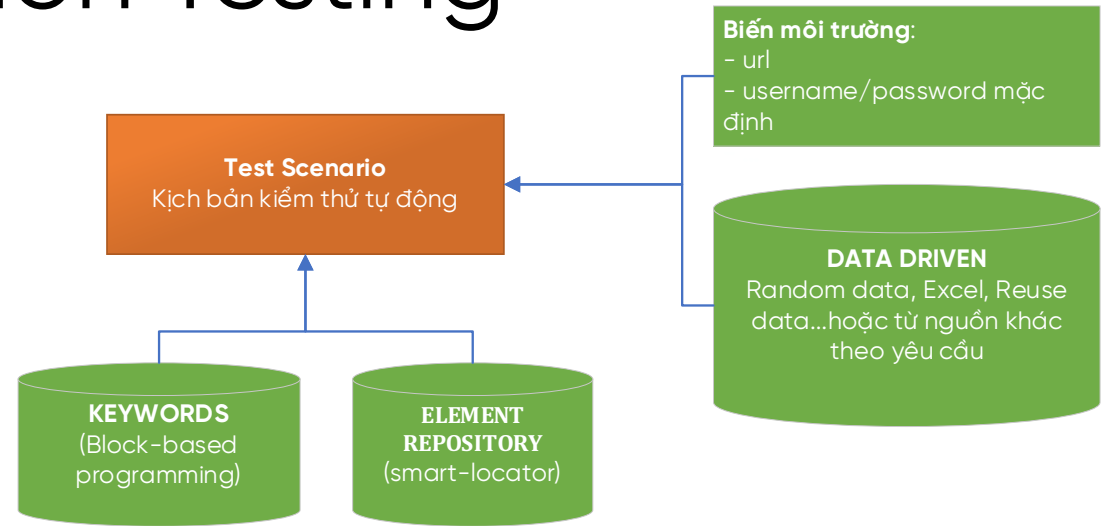 Testing
Biến môi trường:
- url
- username/password mặc
định
Test Scenario
Kịch bản kiểm thử tự động
DATA DRIVEN
Random data, Excel, Reuse
data...hoặc từ nguồn khác
theo yêu cầu
KEYWORDS
(Block-based
programming)
ELEMENT
REPOSITORY
(smart-locator)